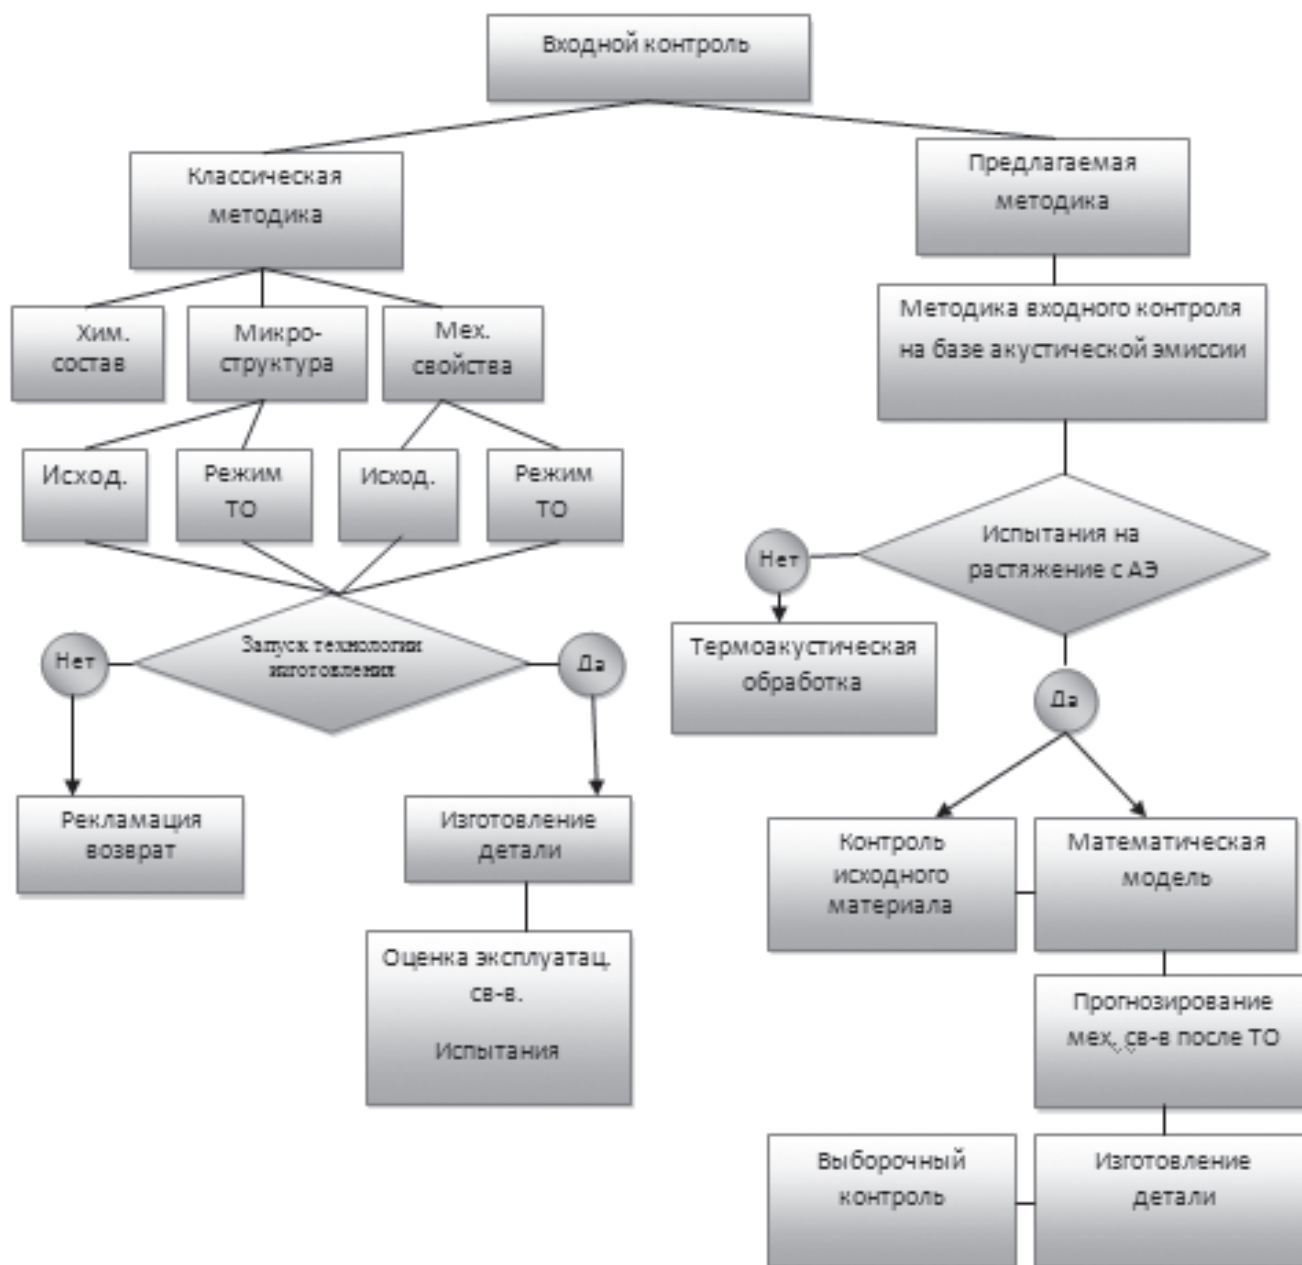 Входной контроль
Классическая
методика
Предлагаемая
методика
Хим.
состав
Микро-
структура
Мех.
свойства
Методика входного контроля
на базе акустической эмиссии
Исход.
Режим
ТО
Исход.
Режим
ТО
Испытания на
растяжение с АЭ
Нет
Термоакустическая
обработка
Да
Нет
Запуск технологии
изготовления
Да
Рекламация
возврат
Изготовление
детали
Оценка эксплуатац.
св-в.
Испытания
Контроль
исходного
материала
Математическая
модель
Прогнозирование
мех. св-в после ТО
Выборочный
контроль
Изготовление
детали